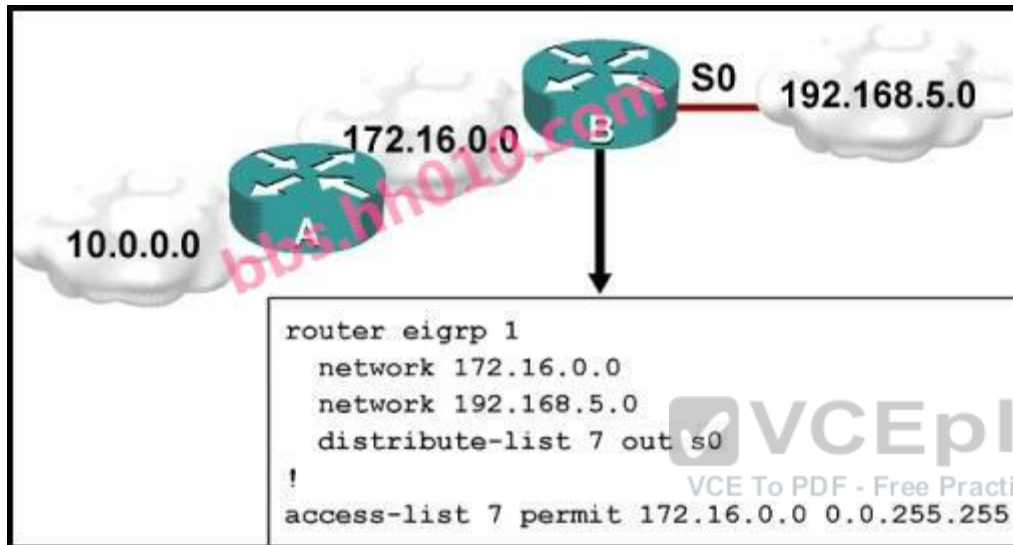 B
S0
192.168.5.0
172.16.0.0
A
10.0.0.0
bbs.hh010.com
router eigrp 1
network 172.16.0.0
network 192.168.5.0
distribute-list 7 out s0
!
access-list 7 permit 172.16.0.0 0.0.255.255
VCEpl
VCE To PDF - Free Practi